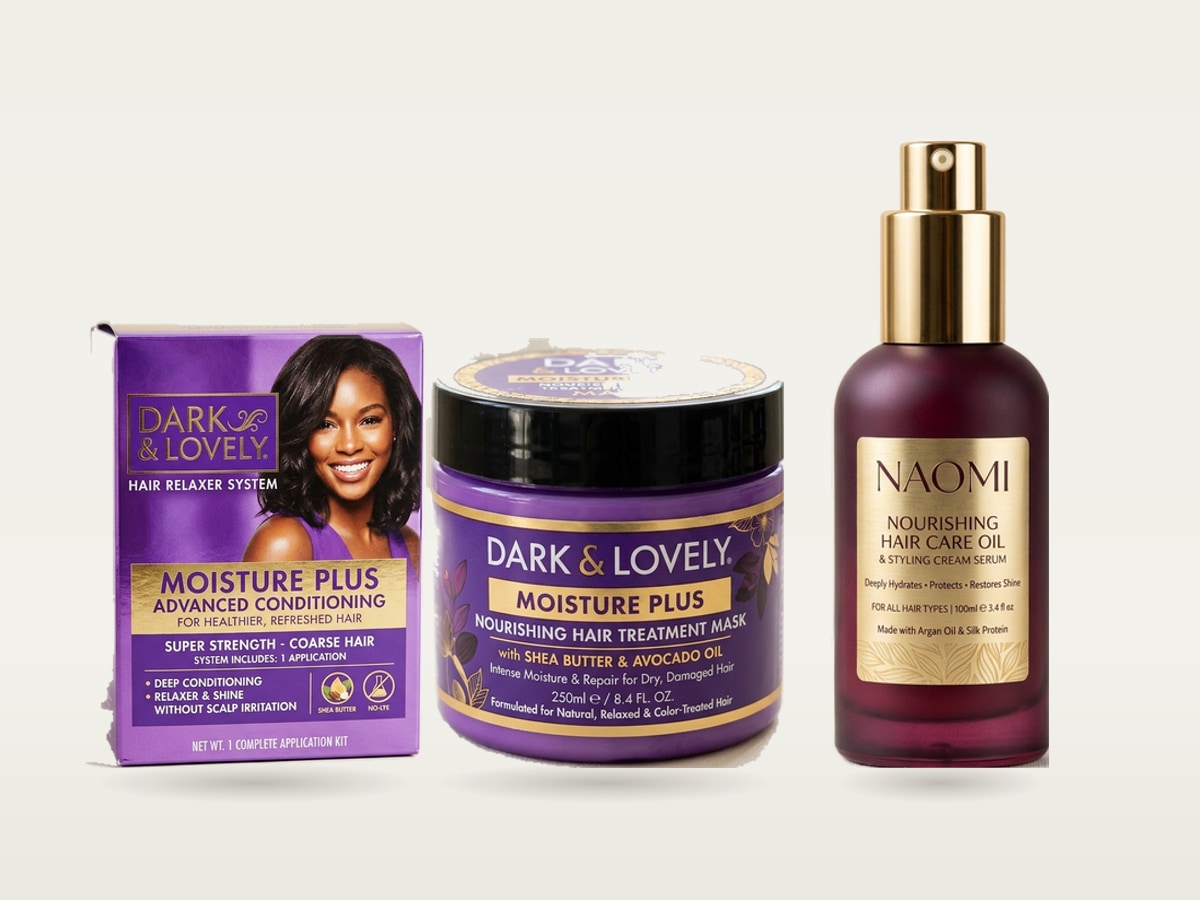 DARK
& LOVELY®
HAIR RELAXER SYSTEM
MOISTURE PLUS
ADVANCED CONDITIONING
FOR HEALTHIER, REFRESHED HAIR
SUPER STRENGTH - COARSE HAIR
SYSTEM INCLUDES: 1 APPLICATION
• DEEP CONDITIONING
• RELAXER & SHINE
WITHOUT SCALP IRRITATION
SHEA BUTTER
NO-LYE
NET WT. 1 COMPLETE APPLICATION KIT
DARK & LOVELY®
MOISTURE PLUS
NOURISHING HAIR TREATMENT MASK
with SHEA BUTTER & AVOCADO OIL
Intense Moisture & Repair for Dry, Damaged Hair
250ml ℮ / 8.4 FL. OZ.
Formulated for Natural, Relaxed & Color-Treated Hair
NAOMI
NOURISHING
HAIR CARE OIL
& STYLING CREAM SERUM
Deeply Hydrates • Protects • Restores Shine
FOR ALL HAIR TYPES | 100ml ℮ 3.4 fl oz
Made with Argan Oil & Silk Protein